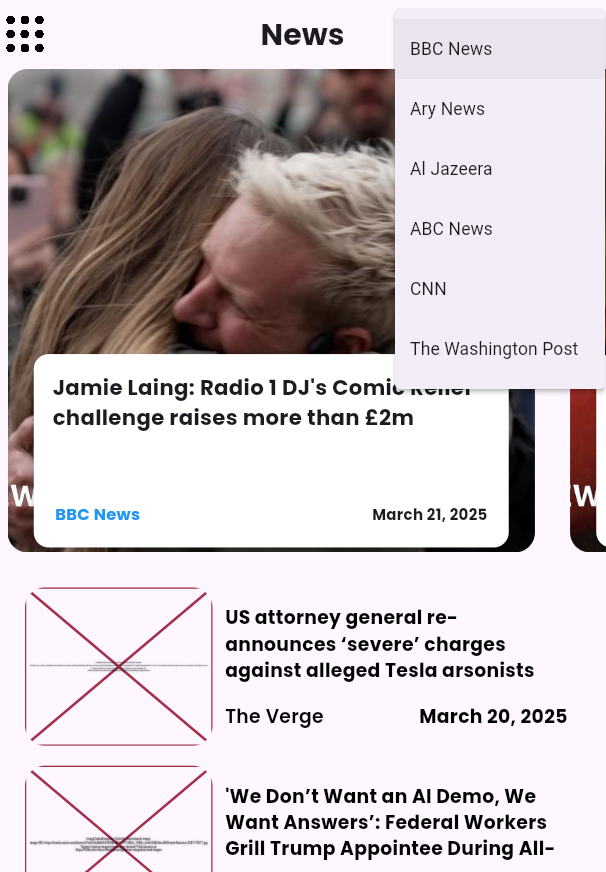 News
BBC News
Ary News
Al Jazeera
ABC News
CNN
The Washington Post
Jamie Laing: Radio 1 DJ's Comic Relief
challenge raises more than £2m
BBC News
March 21, 2025
US attorney general re-
announces ‘severe’ charges
against alleged Tesla arsonists
The Verge
March 20, 2025
'We Don’t Want an AI Demo, We
Want Answers’: Federal Workers
Grill Trump Appointee During All-